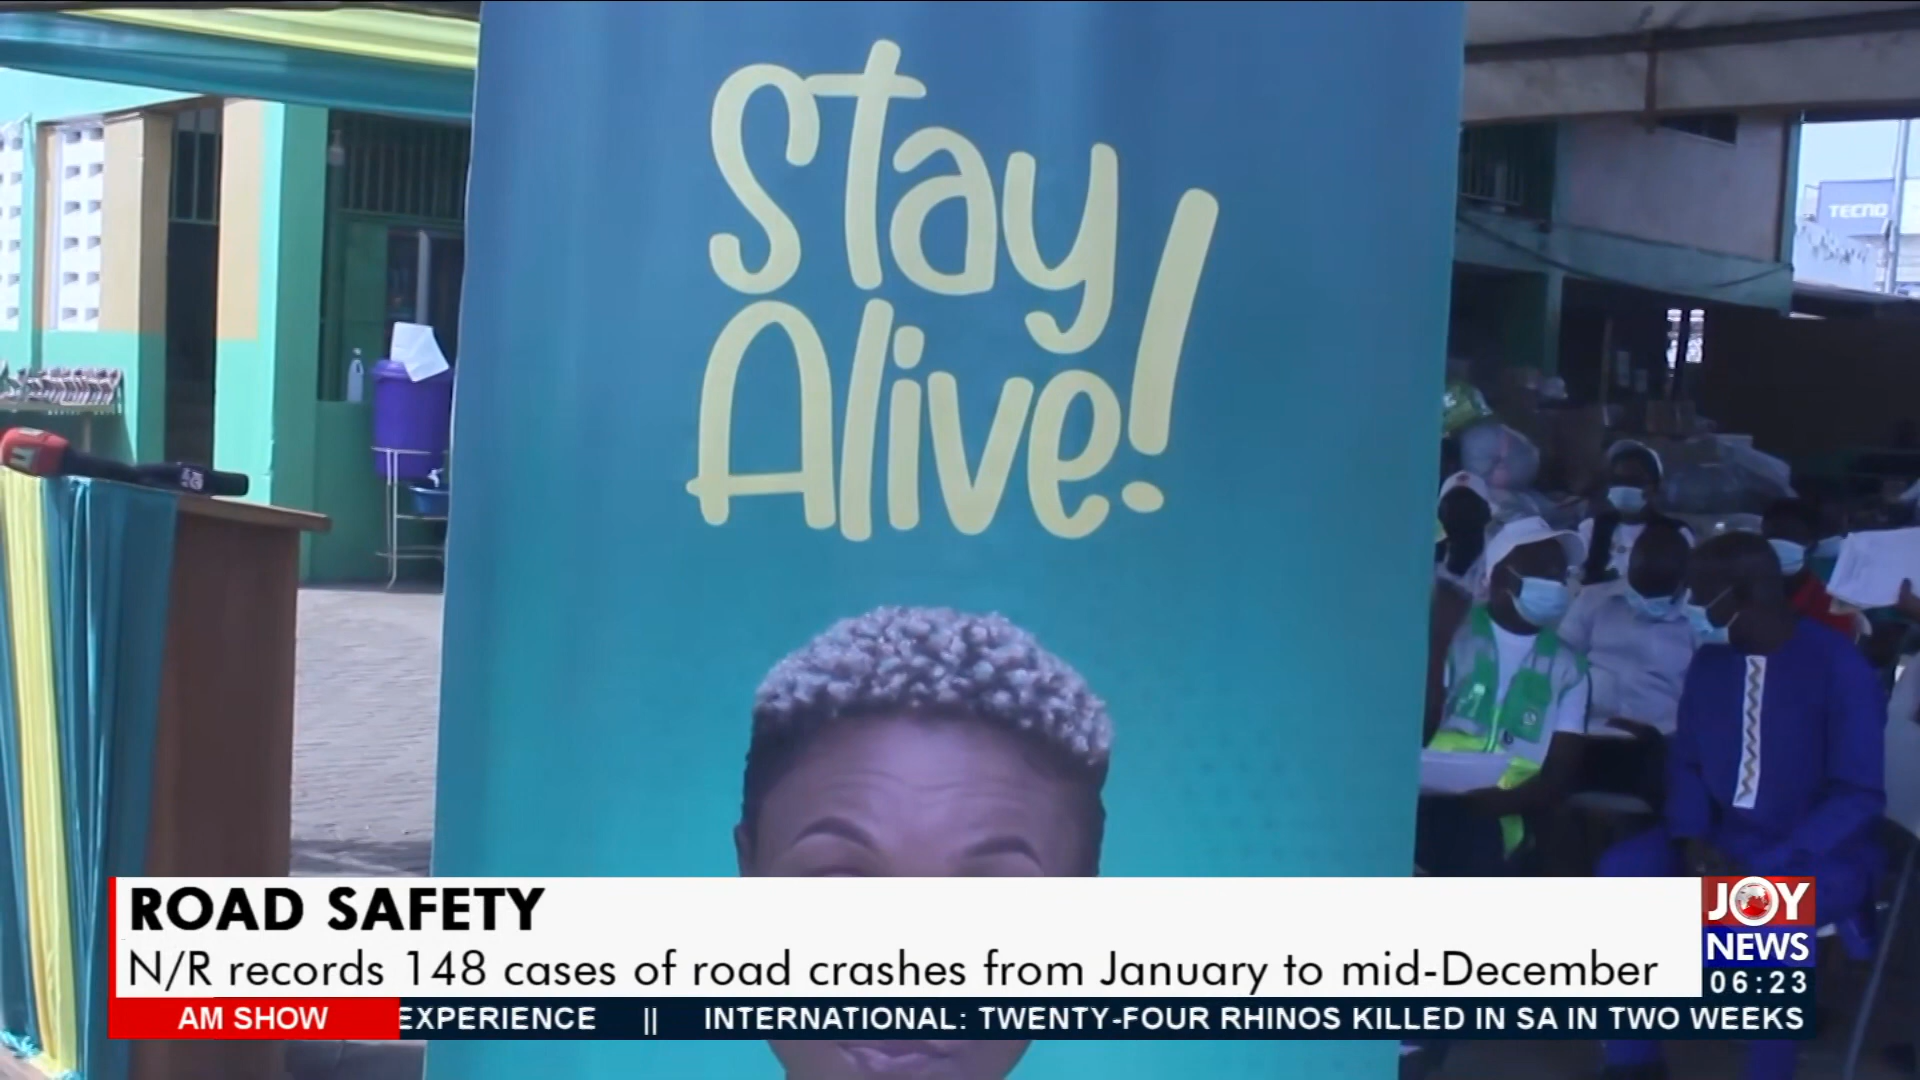 Stay
Alive!
TECNO
ROAD SAFETY
N/R records 148 cases of road crashes from January to mid-December
JOY
NEWS
06:23
AM SHOW
EXPERIENCE || INTERNATIONAL: TWENTY-FOUR RHINOS KILLED IN SA IN TWO WEEKS